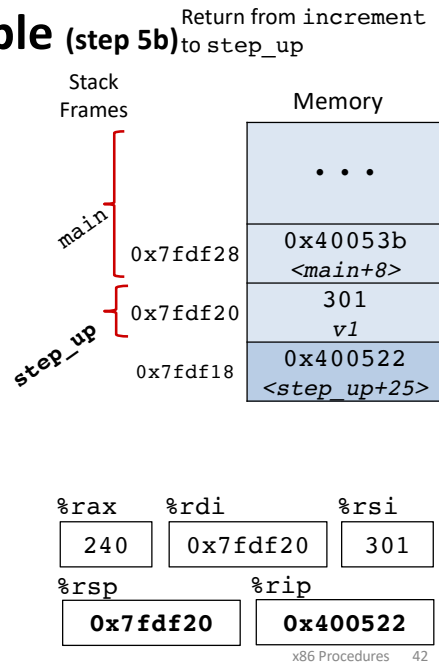 ple (step 5b)
Return from increment
to step_up
Stack
Frames
Memory
• • •
main
0x7fdf28
0x40053b
<main+8>
step_up
0x7fdf20
301
v1
0x7fdf18
0x400522
<step_up+25>
%rax %rdi %rsi
240 0x7fdf20 301
%rsp %rip
0x7fdf20 0x400522
x86 Procedures 42